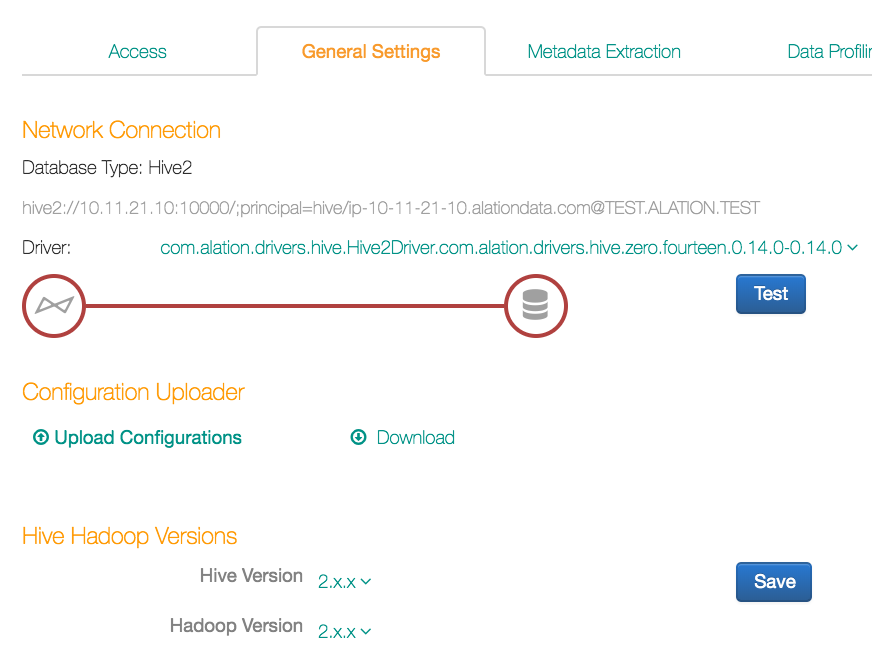 Access General Settings Metadata Extraction Data Profilin
Network Connection
Database Type: Hive2
hive2://10.11.21.10:10000/;principal=hive/ip-10-11-21-10.alationdata.com@TEST.ALATION.TEST
Driver: com.alation.drivers.hive.Hive2Driver.com.alation.drivers.hive.zero.fourteen.0.14.0-0.14.0
Test
Configuration Uploader
Upload Configurations Download
Hive Hadoop Versions
Hive Version 2.x.x Save
Hadoop Version 2.x.x